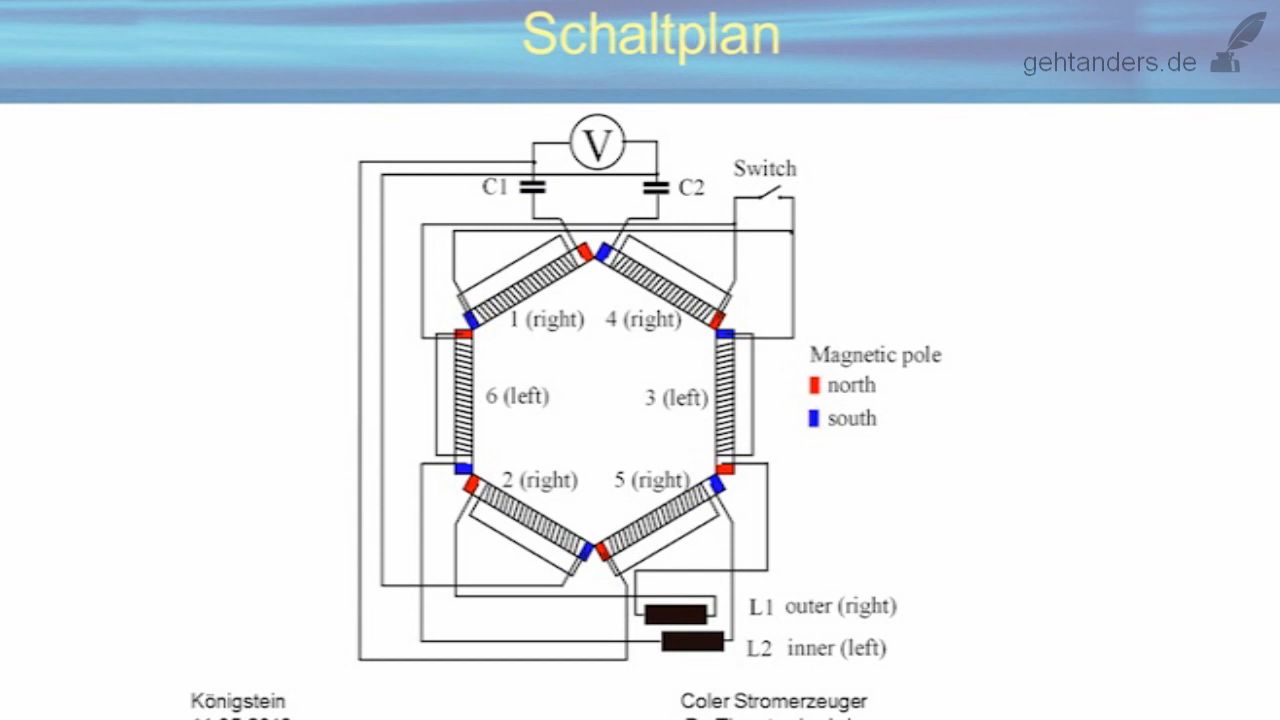 Schaltplan
gehtanders.de
V
Switch
C1
C2
1 (right)
4 (right)
Magnetic pole
north
south
6 (left)
3 (left)
2 (right)
5 (right)
L1 outer (right)
L2 inner (left)
Königstein
Coler Stromerzeuger